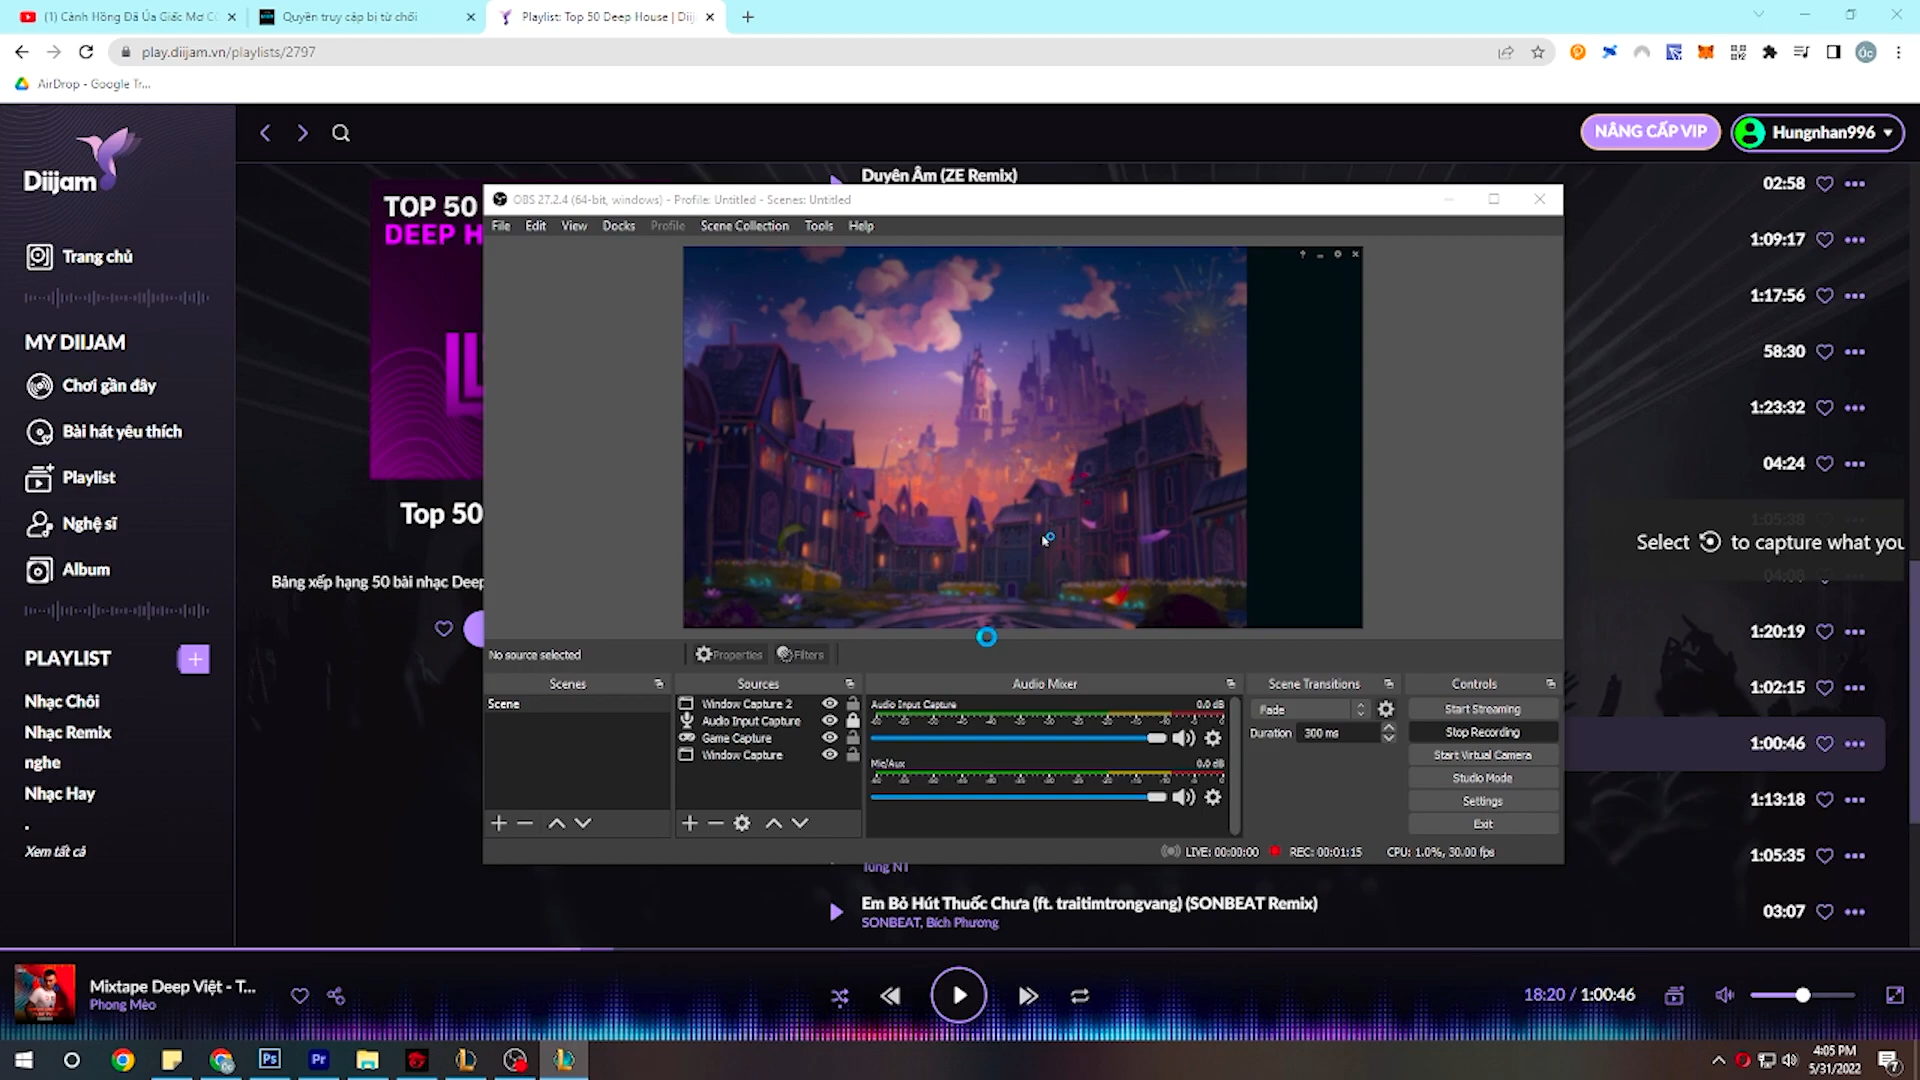 (1) Cánh Hồng Đã Úa Giấc Mơ C
Quyền truy cập bị từ chối
Playlist: Top 50 Deep House | Diij
play.diijam.vn/playlists/2797
Óc
AirDrop - Google Tr...
Diijam
NÂNG CẤP VIP
Hungnhan996
Trang chủ
MY DIIJAM
Chơi gần đây
Bài hát yêu thích
Playlist
Nghệ sĩ
Album
PLAYLIST
Nhạc Chôi
Nhạc Remix
nghe
Nhạc Hay
.
Xem tất cả
TOP 50
DEEP H
Top 50
Bảng xếp hạng 50 bài nhạc Deep
Duyên Âm (ZE Remix)
OBS 27.2.4 (64-bit, windows) - Profile: Untitled - Scenes: Untitled
File Edit View Docks Profile Scene Collection Tools Help
No source selected
Properties
Filters
Scenes
Scene
Sources
Window Capture 2
Audio Input Capture
Game Capture
Window Capture
Audio Mixer
Audio Input Capture 0.0 dB
Mic/Aux 0.0 dB
Scene Transitions
Fade
Duration 300 ms
Controls
Start Streaming
Stop Recording
Start Virtual Camera
Studio Mode
Settings
Exit
LIVE: 00:00:00 REC: 00:01:15 CPU: 1.0%, 30.00 fps
02:58
1:09:17
1:17:56
58:30
1:23:32
04:24
1:05:38
Select to capture what you
04:08
1:20:19
1:02:15
1:00:46
1:13:18
1:05:35
03:07
Tùng NT
Em Bỏ Hút Thuốc Chưa (ft. traitimtrongvang) (SONBEAT Remix)
SONBEAT, Bích Phương
Mixtape Deep Việt - T...
Phong Mèo
18:20 / 1:00:46
Ps
Pr
4:05 PM
5/31/2022
7